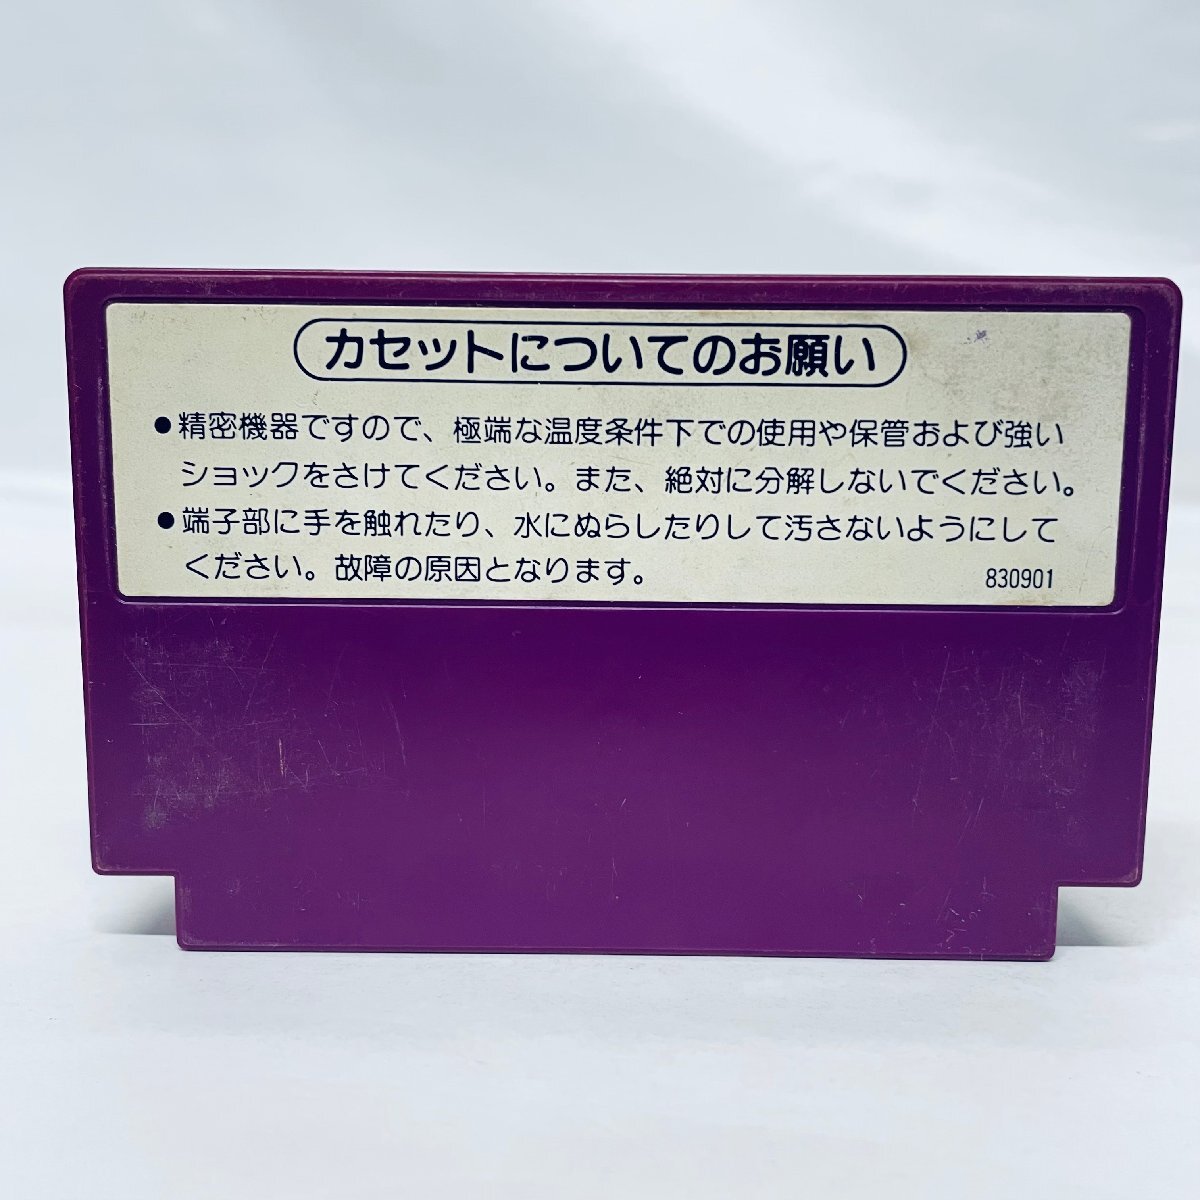 カセットについてのお願い
●精密機器ですので、極端な温度条件下での使用や保管および強い
ショックをさけてください。また、絶対に分解しないでください。
●端子部に手を触れたり、水にぬらしたりして汚さないようにして
ください。故障の原因となります。
830901